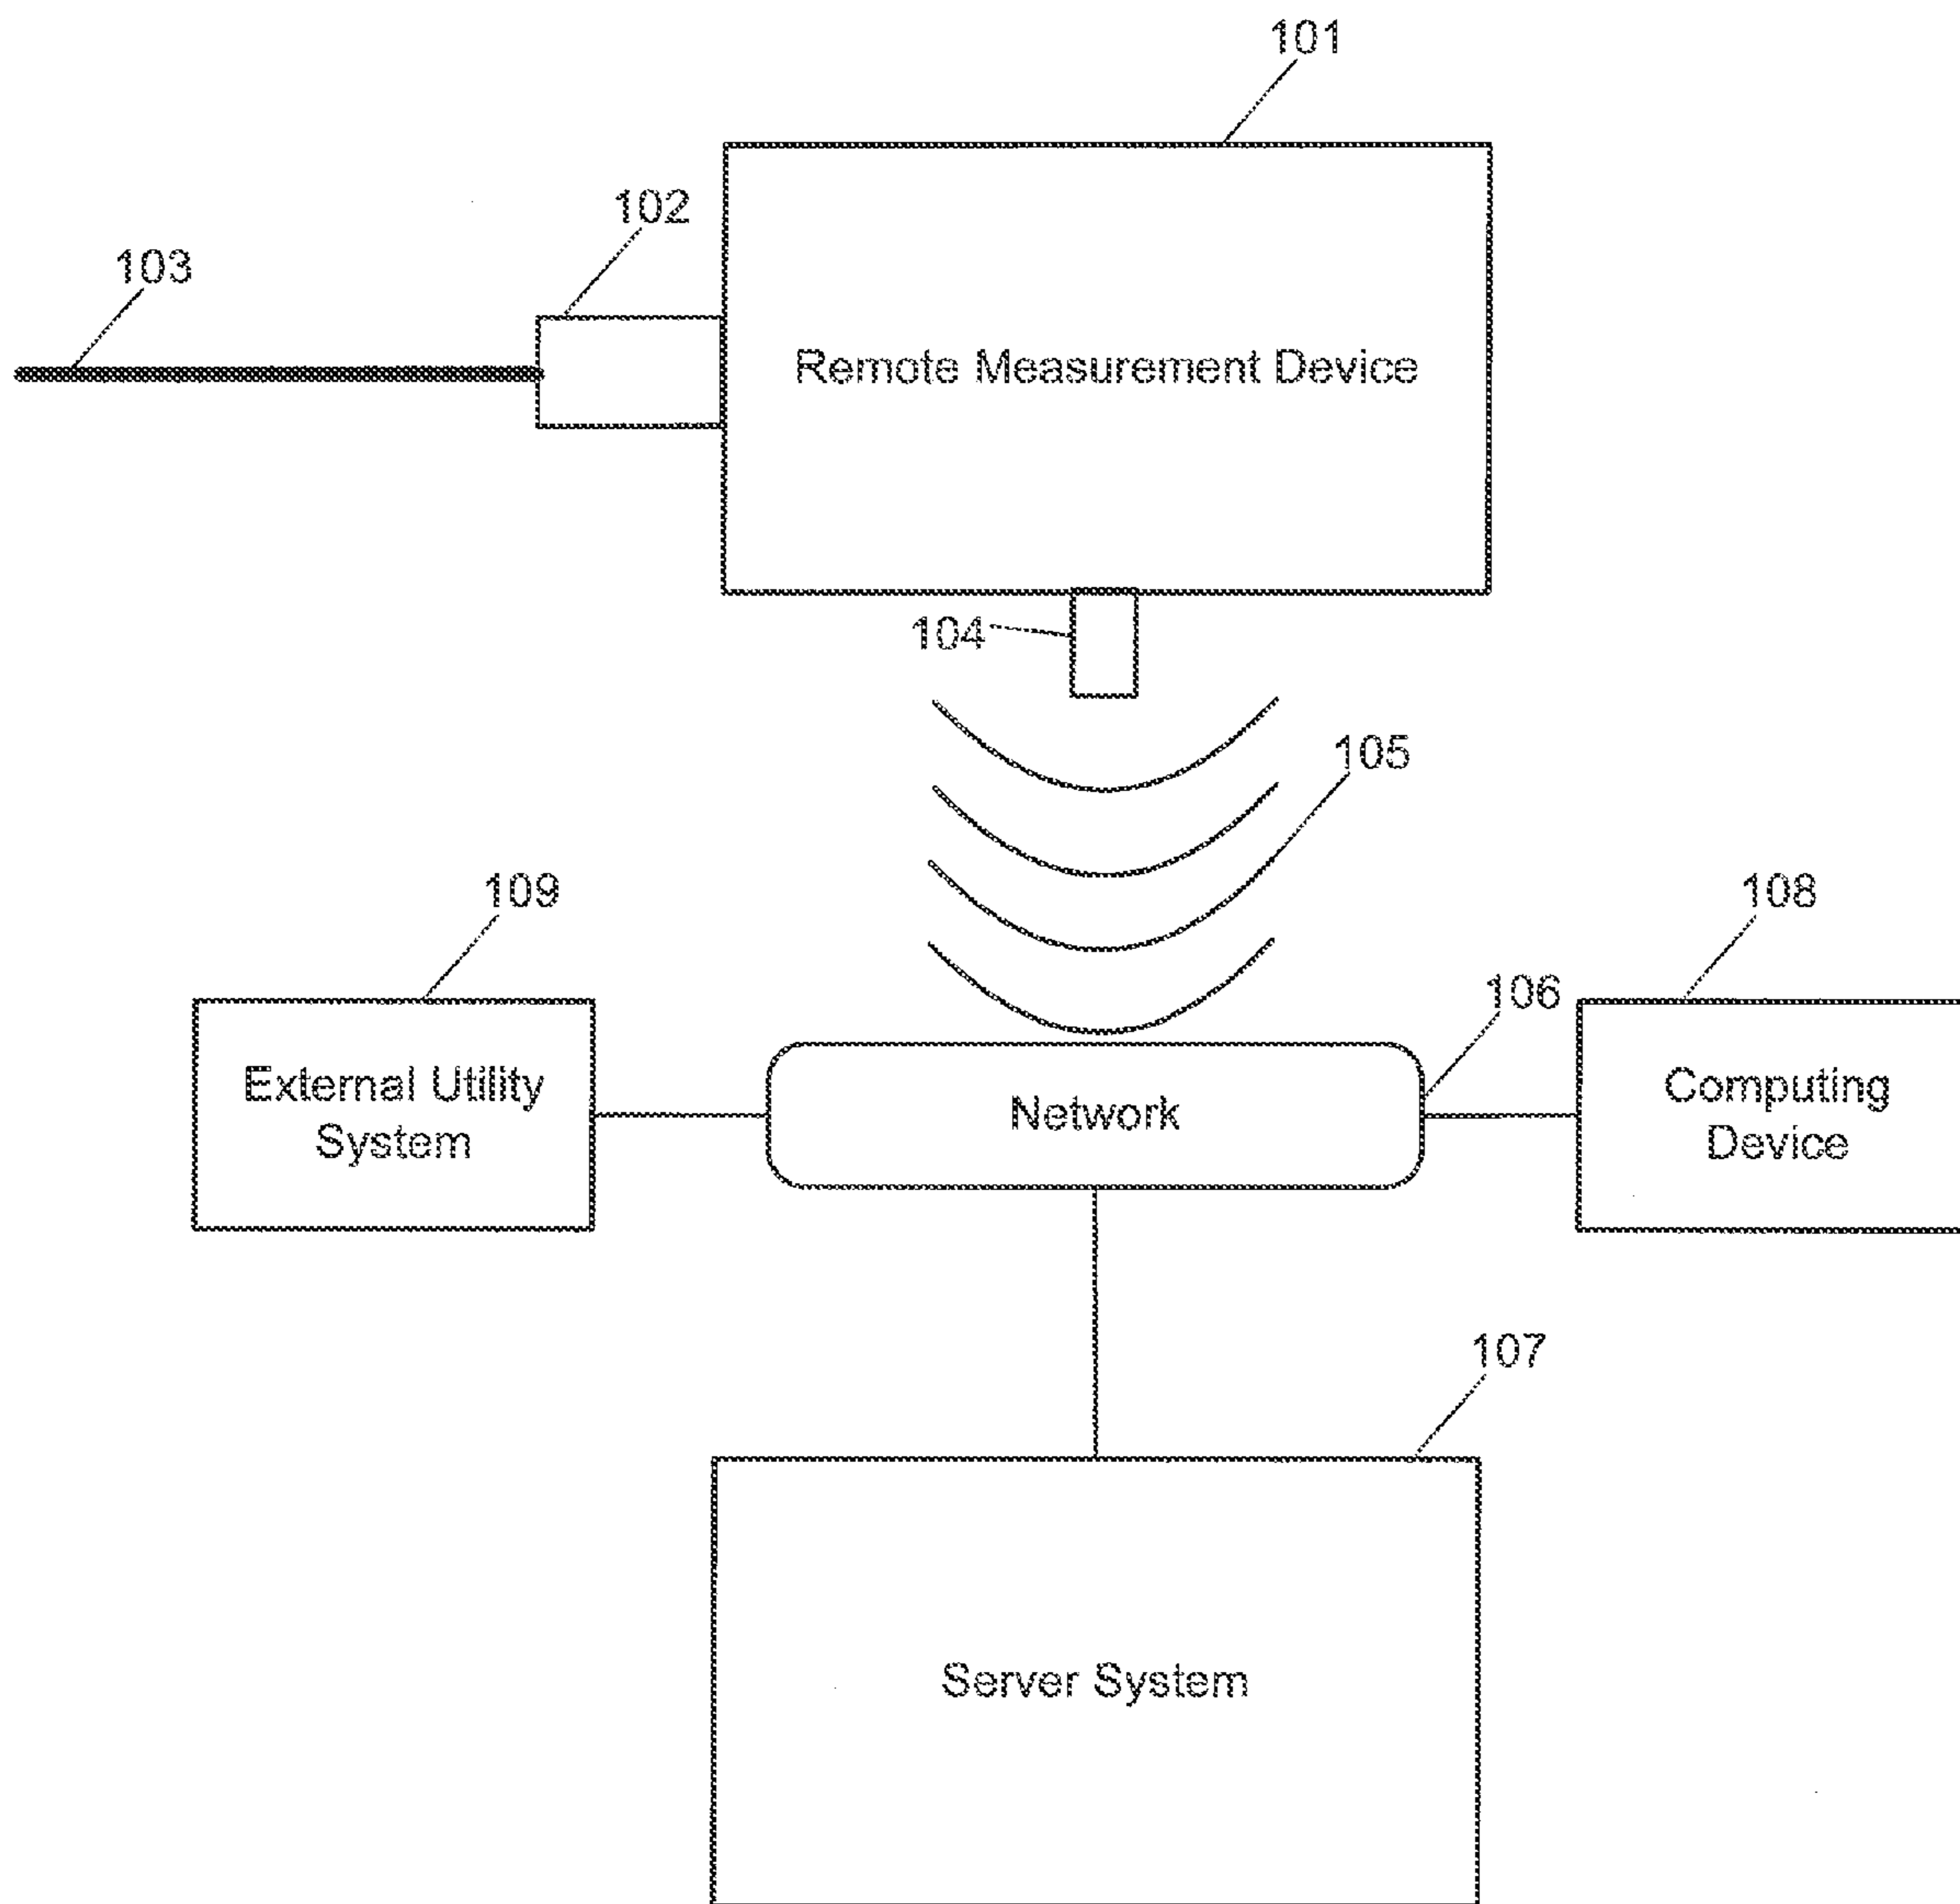 101
102
103
Remote Measurement Device
104
105
109
108
106
External Utility
System
Network
Computing
Device
107
Server System